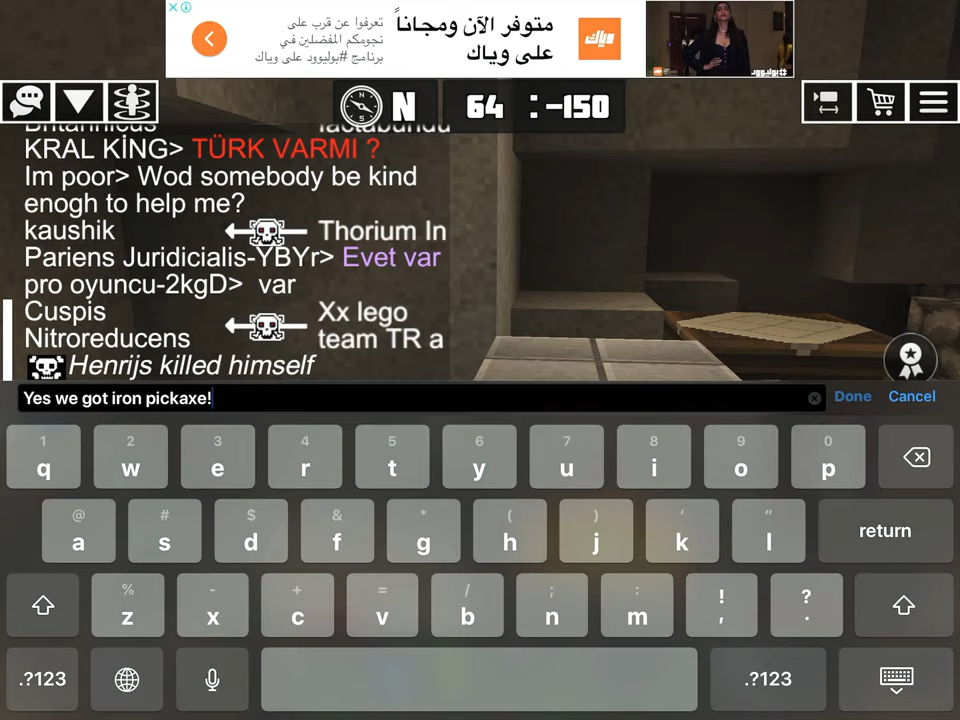 متوفر الآن ومجاناً
على وياك
تعرفوا عن قرب على
نجومكم المفضلين في
برنامج #بوليوود على وياك
وياك
#بوليوود
N
64 : -150
Britannicus
KRAL KİNG> TÜRK VARMI ?
Im poor> Wod somebody be kind
enogh to help me?
kaushik Thorium In
Pariens Juridicialis-YBYr> Evet var
pro oyuncu-2kgD> var
Cuspis Xx lego
Nitroreducens team TR a
Henrijs killed himself
Yes we got iron pickaxe!
Done Cancel
1 2 3 4 5 6 7 8 9 0
q w e r t y u i o p
@ # $ & * ( ) ' "
a s d f g h j k l return
% - + = / ; : ! ?
z x c v b n m , .
.?123 .?123